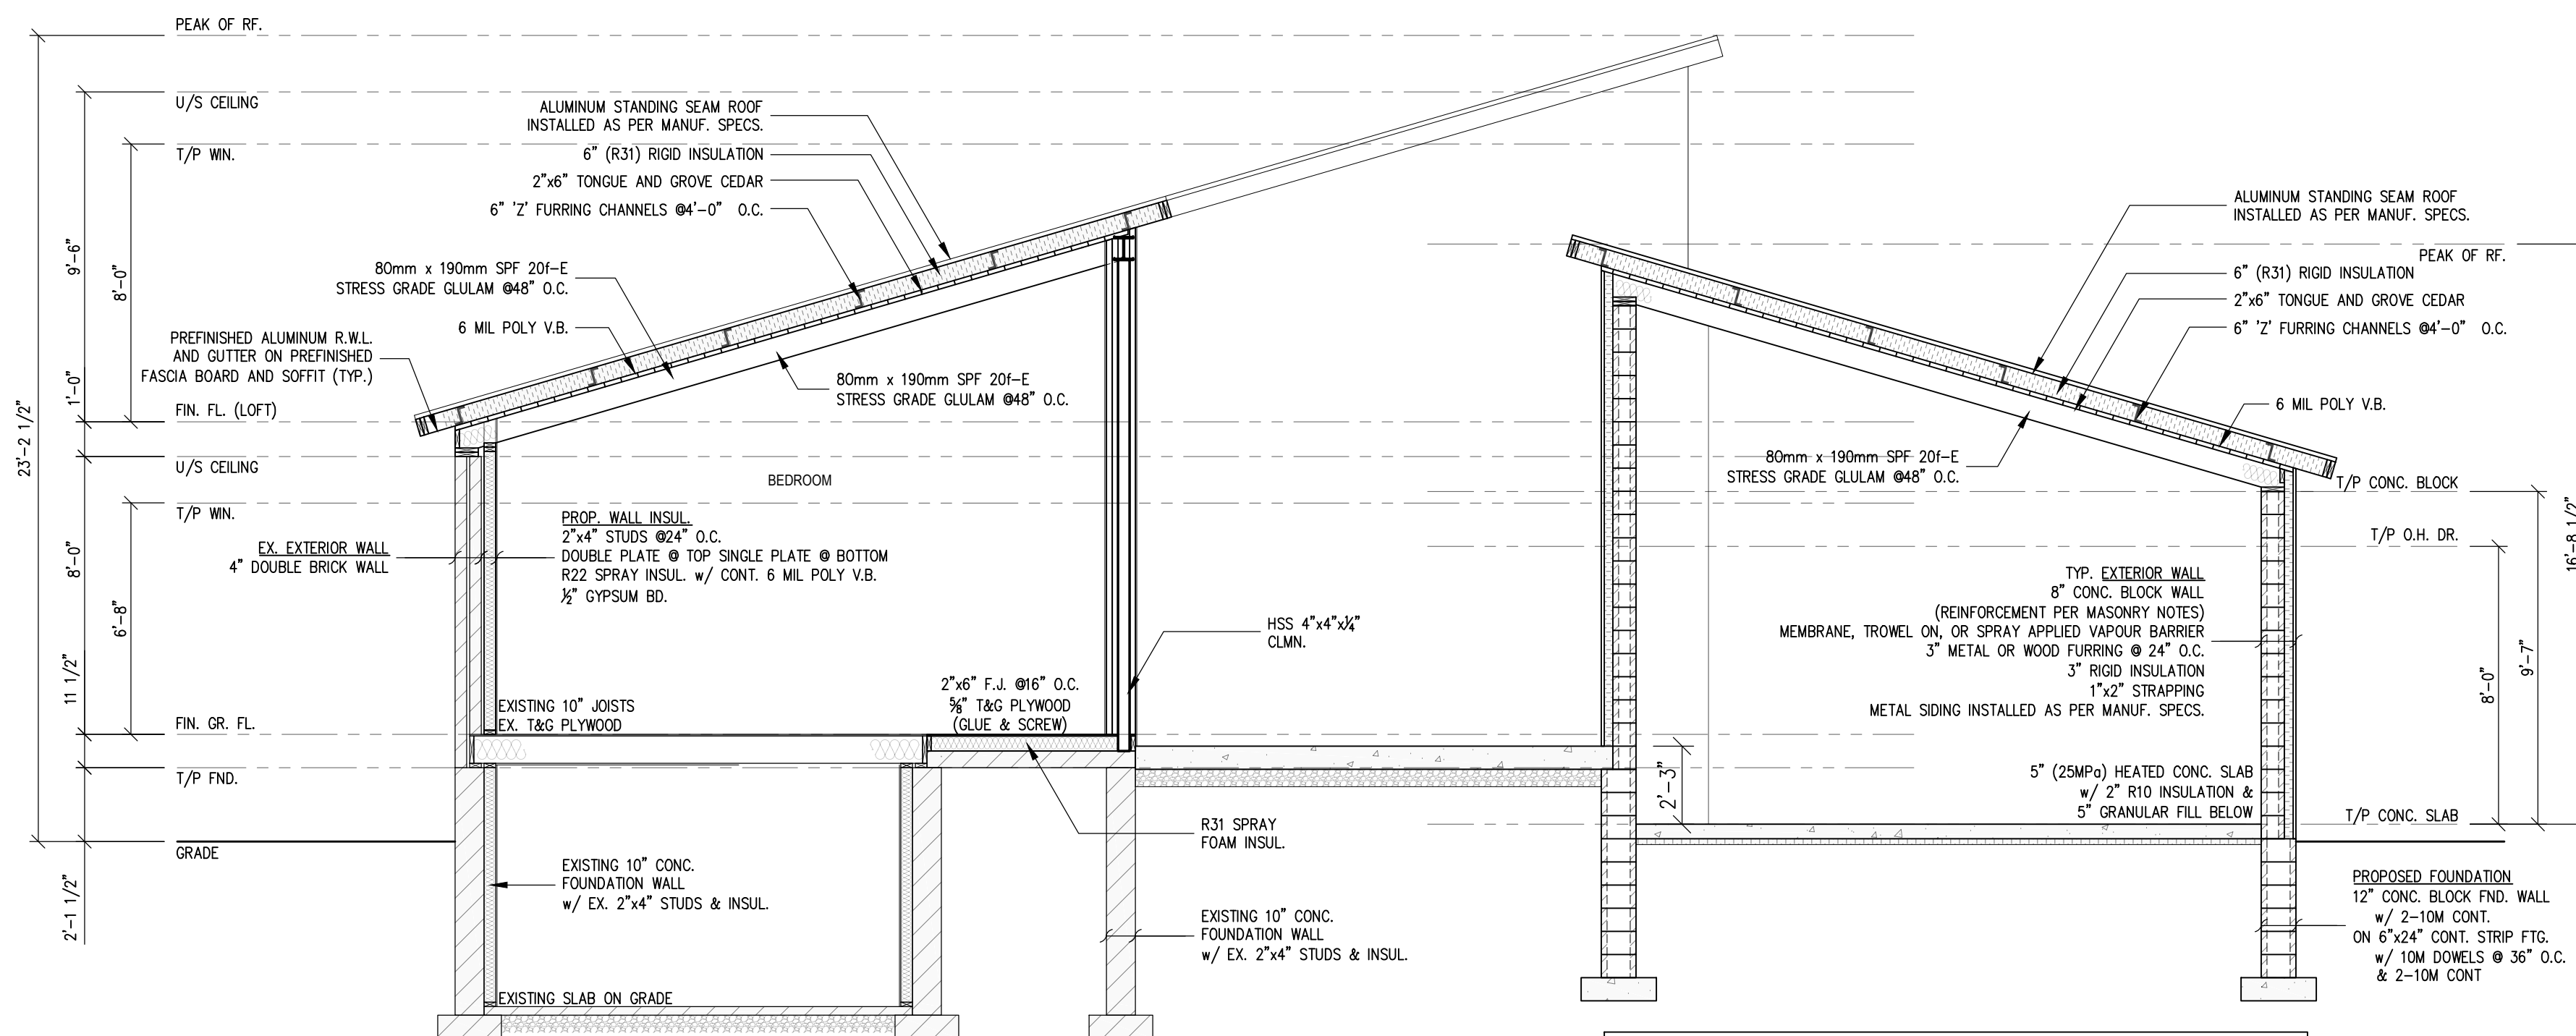 PEAK OF RF.
U/S CEILING
T/P WIN.
FIN. FL. (LOFT)
U/S CEILING
T/P WIN.
FIN. GR. FL.
T/P FND.
GRADE
23'-2 1/2"
9'-6"
8'-0"
1'-0"
8'-0"
6'-8"
11 1/2"
2'-1 1/2"
ALUMINUM STANDING SEAM ROOF
INSTALLED AS PER MANUF. SPECS.
6" (R31) RIGID INSULATION
2"x6" TONGUE AND GROVE CEDAR
6" 'Z' FURRING CHANNELS @4'-0" O.C.
80mm x 190mm SPF 20f-E
STRESS GRADE GLULAM @48" O.C.
6 MIL POLY V.B.
PREFINISHED ALUMINUM R.W.L.
AND GUTTER ON PREFINISHED
FASCIA BOARD AND SOFFIT (TYP.)
80mm x 190mm SPF 20f-E
STRESS GRADE GLULAM @48" O.C.
BEDROOM
EX. EXTERIOR WALL
4" DOUBLE BRICK WALL
PROP. WALL INSUL.
2"x4" STUDS @24" O.C.
DOUBLE PLATE @ TOP SINGLE PLATE @ BOTTOM
R22 SPRAY INSUL. w/ CONT. 6 MIL POLY V.B.
½" GYPSUM BD.
HSS 4"x4"x¼"
CLMN.
EXISTING 10" JOISTS
EX. T&G PLYWOOD
2"x6" F.J. @16" O.C.
⅝" T&G PLYWOOD
(GLUE & SCREW)
R31 SPRAY
FOAM INSUL.
EXISTING 10" CONC.
FOUNDATION WALL
w/ EX. 2"x4" STUDS & INSUL.
EXISTING 10" CONC.
FOUNDATION WALL
w/ EX. 2"x4" STUDS & INSUL.
EXISTING SLAB ON GRADE
ALUMINUM STANDING SEAM ROOF
INSTALLED AS PER MANUF. SPECS.
PEAK OF RF.
6" (R31) RIGID INSULATION
2"x6" TONGUE AND GROVE CEDAR
6" 'Z' FURRING CHANNELS @4'-0" O.C.
6 MIL POLY V.B.
80mm x 190mm SPF 20f-E
STRESS GRADE GLULAM @48" O.C.
T/P CONC. BLOCK
T/P O.H. DR.
TYP. EXTERIOR WALL
8" CONC. BLOCK WALL
(REINFORCEMENT PER MASONRY NOTES)
MEMBRANE, TROWEL ON, OR SPRAY APPLIED VAPOUR BARRIER
3" METAL OR WOOD FURRING @ 24" O.C.
3" RIGID INSULATION
1"x2" STRAPPING
METAL SIDING INSTALLED AS PER MANUF. SPECS.
16'-8 1/2"
9'-7"
8'-0"
2'-3"
5" (25MPa) HEATED CONC. SLAB
w/ 2" R10 INSULATION &
5" GRANULAR FILL BELOW
T/P CONC. SLAB
PROPOSED FOUNDATION
12" CONC. BLOCK FND. WALL
w/ 2-10M CONT.
ON 6"x24" CONT. STRIP FTG.
w/ 10M DOWELS @ 36" O.C.
& 2-10M CONT